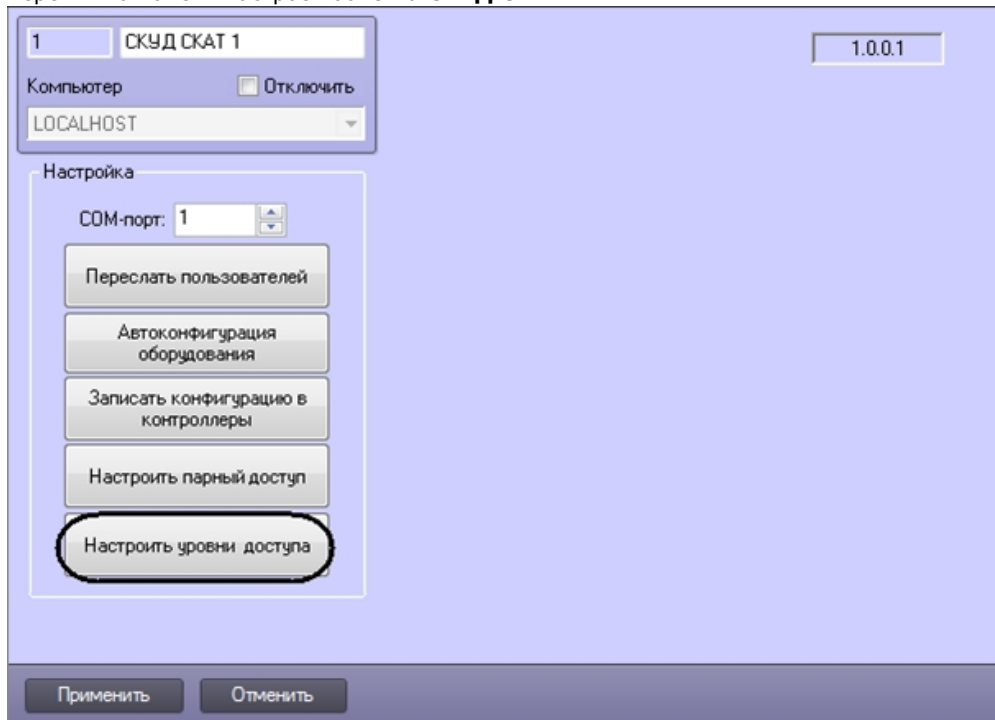 1
СКУД СКАТ 1
1.0.0.1
Компьютер
Отключить
LOCALHOST
Настройка
COM-порт: 1
Переслать пользователей
Автоконфигурация
оборудования
Записать конфигурацию в
контроллеры
Настроить парный доступ
Настроить уровни доступа
Применить
Отменить